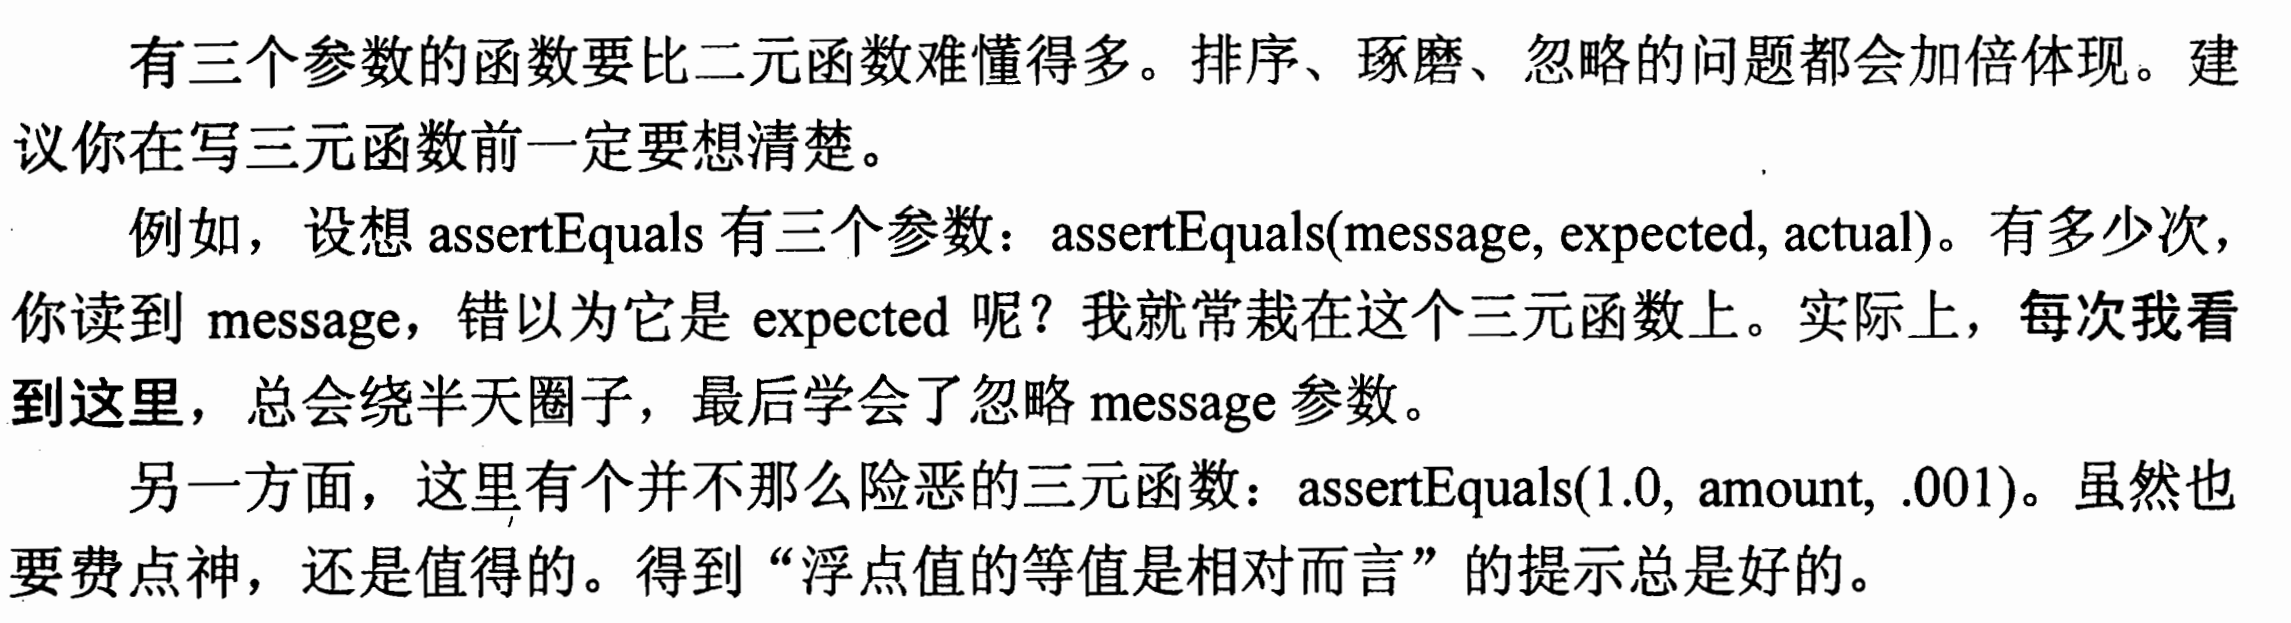 有三个参数的函数要比二元函数难懂得多。排序、琢磨、忽略的问题都会加倍体现。建
议你在写三元函数前一定要想清楚。
例如，设想 assertEquals 有三个参数：assertEquals(message, expected, actual)。有多少次，
你读到 message，错以为它是 expected 呢？我就常栽在这个三元函数上。实际上，每次我看
到这里，总会绕半天圈子，最后学会了忽略 message 参数。
另一方面，这里有个并不那么险恶的三元函数：assertEquals(1.0, amount, .001)。虽然也
要费点神，还是值得的。得到“浮点值的等值是相对而言”的提示总是好的。